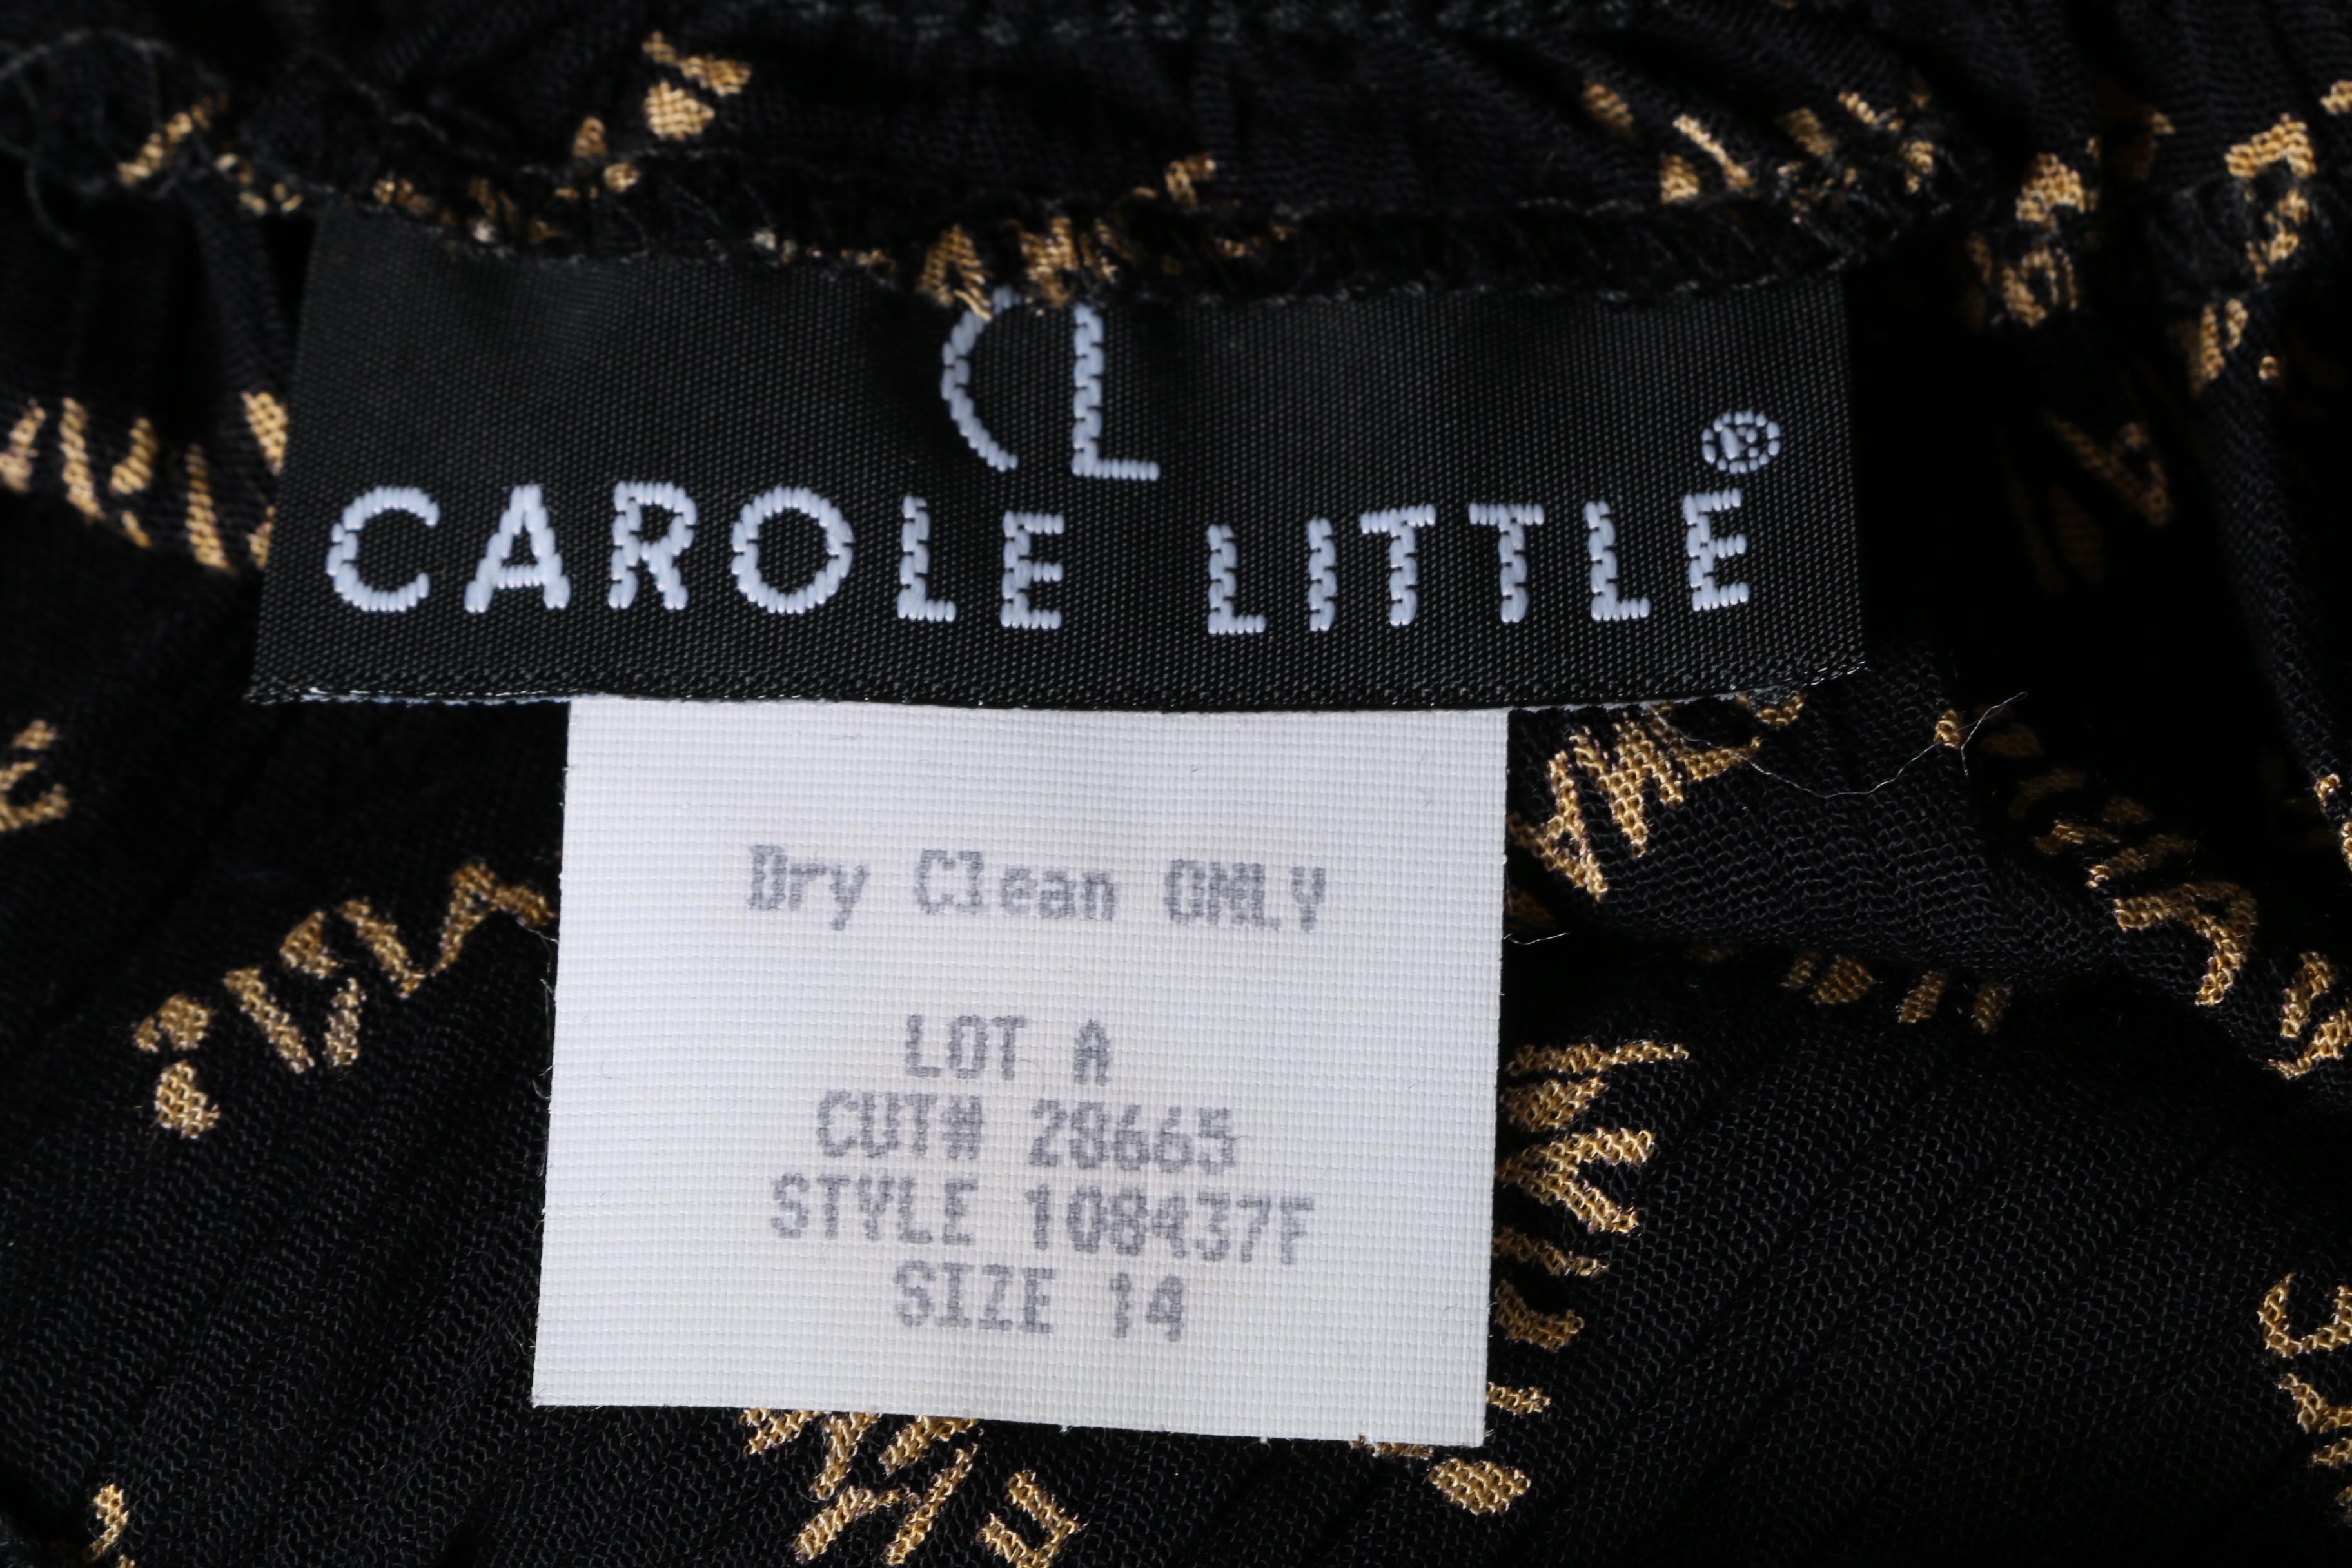 CL
CAROLE LITTLE®
Dry Clean ONLY
LOT A
CUT# 28665
STYLE 108437F
SIZE 14